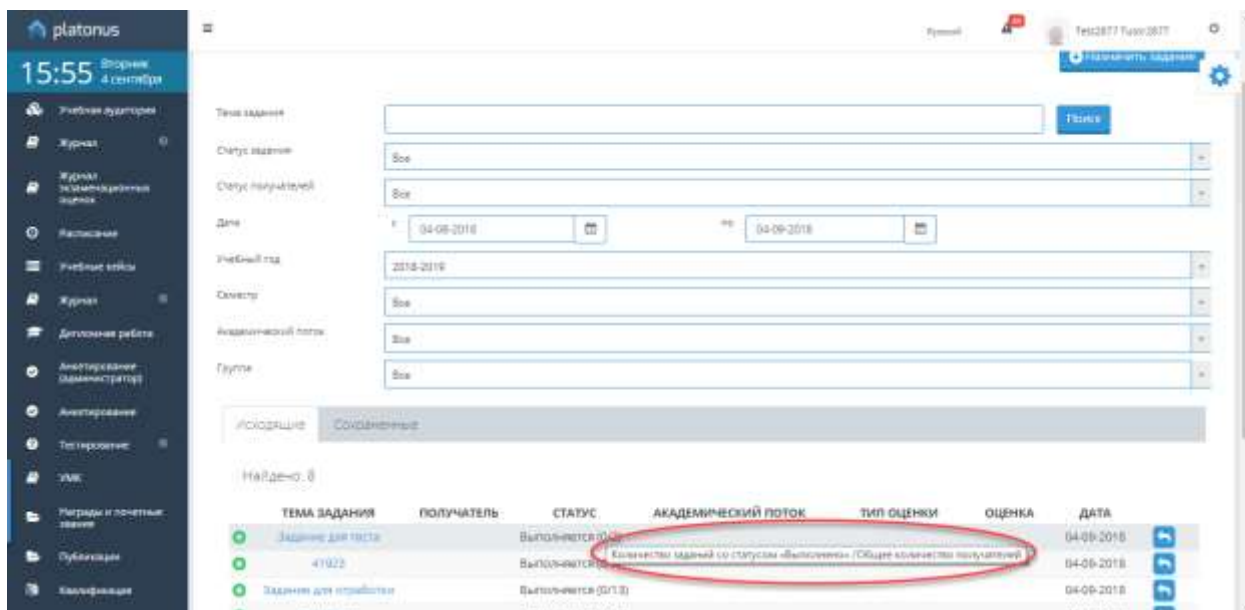 platonus
Русский
Test2877 Tutor2877
15:55 Вторник
4 сентября
Назначить задание
Учебная аудитория
Журнал
Журнал
экзаменационных
оценок
Расписание
Учебные кейсы
Журнал
Дипломная работа
Анкетирование
(администратор)
Анкетирование
Тестирование
УМК
Награды и почетные
звания
Публикации
Квалификация
Тема задания
Поиск
Статус задания
Все
Статус получателей
Все
Дата
с 04-08-2018 по 04-09-2018
Учебный год
2018-2019
Семестр
Все
Академический поток
Все
Группа
Все
Исходящие Сохраненные
Найдено: 8
ТЕМА ЗАДАНИЯ ПОЛУЧАТЕЛЬ СТАТУС АКАДЕМИЧЕСКИЙ ПОТОК ТИП ОЦЕНКИ ОЦЕНКА ДАТА
Задание для теста Выполняется 04-09-2018
Количество заданий со статусом «Выполнено» /Общее количество получателей
41923 Выполняется 04-09-2018
Задания для отработки Выполняется (0/13) 04-09-2018